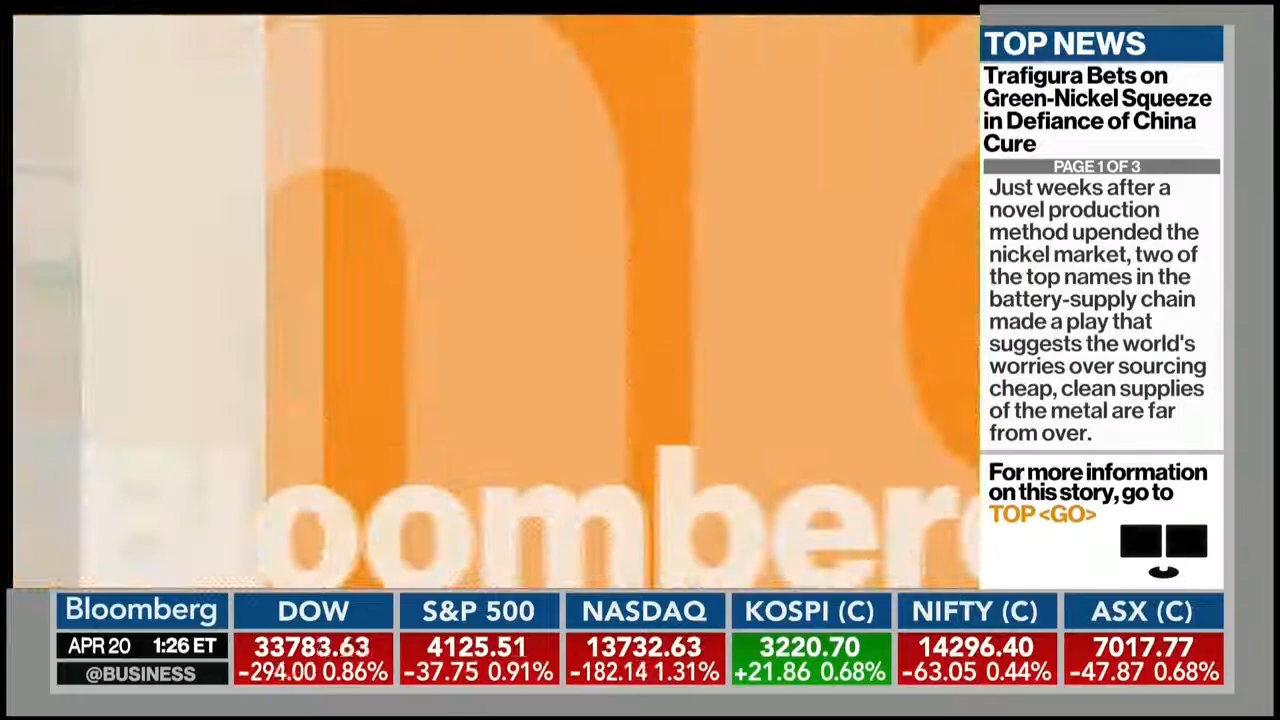 TOP NEWS
Trafigura Bets on
Green-Nickel Squeeze
in Defiance of China
Cure
PAGE 1 OF 3
Just weeks after a
novel production
method upended the
nickel market, two of
the top names in the
battery-supply chain
made a play that
suggests the world's
worries over sourcing
cheap, clean supplies
of the metal are far
from over.
For more information
on this story, go to
TOP <GO>
Bloomberg
Bloomberg DOW S&P 500 NASDAQ KOSPI (C) NIFTY (C) ASX (C)
APR 20 1:26 ET 33783.63 4125.51 13732.63 3220.70 14296.40 7017.77
@BUSINESS -294.00 0.86% -37.75 0.91% -182.14 1.31% +21.86 0.68% -63.05 0.44% -47.87 0.68%